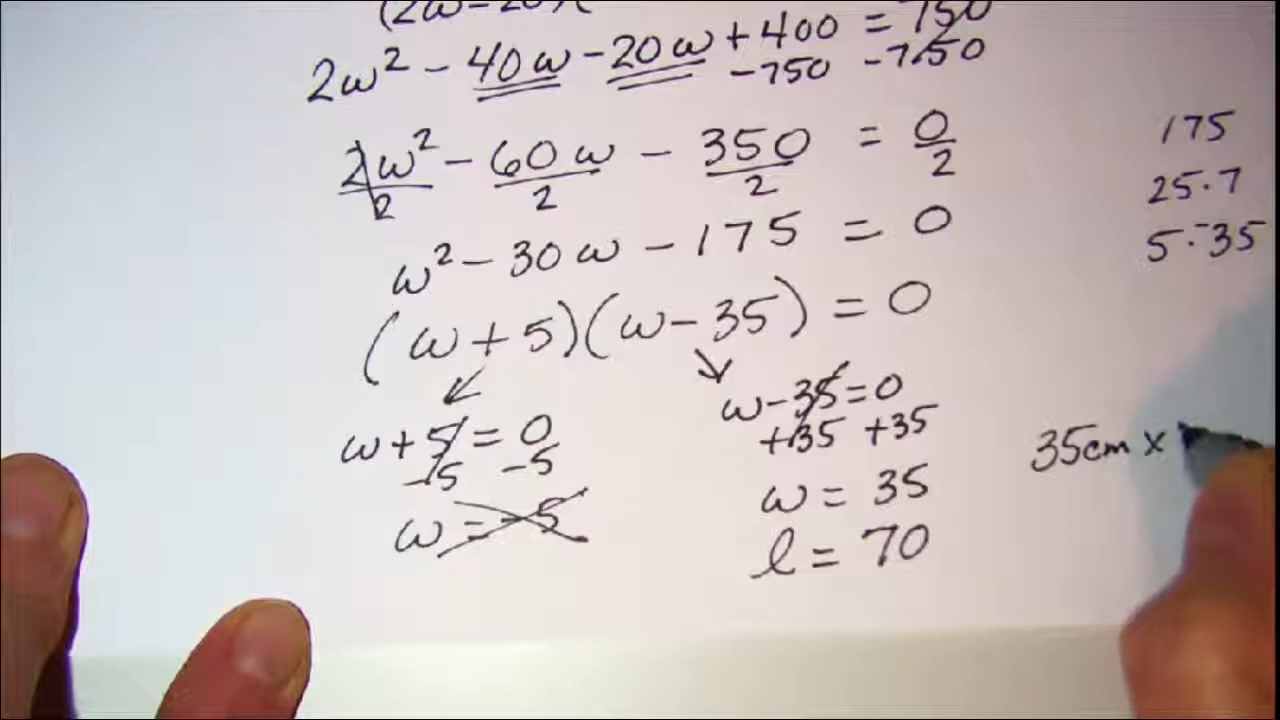 (2w-20)(
2w² - 40w - 20w + 400 = 750
-750 -750
2w² - 60w - 350 = 0
2 2 2 2
w² - 30w - 175 = 0
(w + 5)(w - 35) = 0
w + 5 = 0
-5 -5
w = -5
w - 35 = 0
+35 +35
w = 35
l = 70
175
25·7
5·-35
35cm x